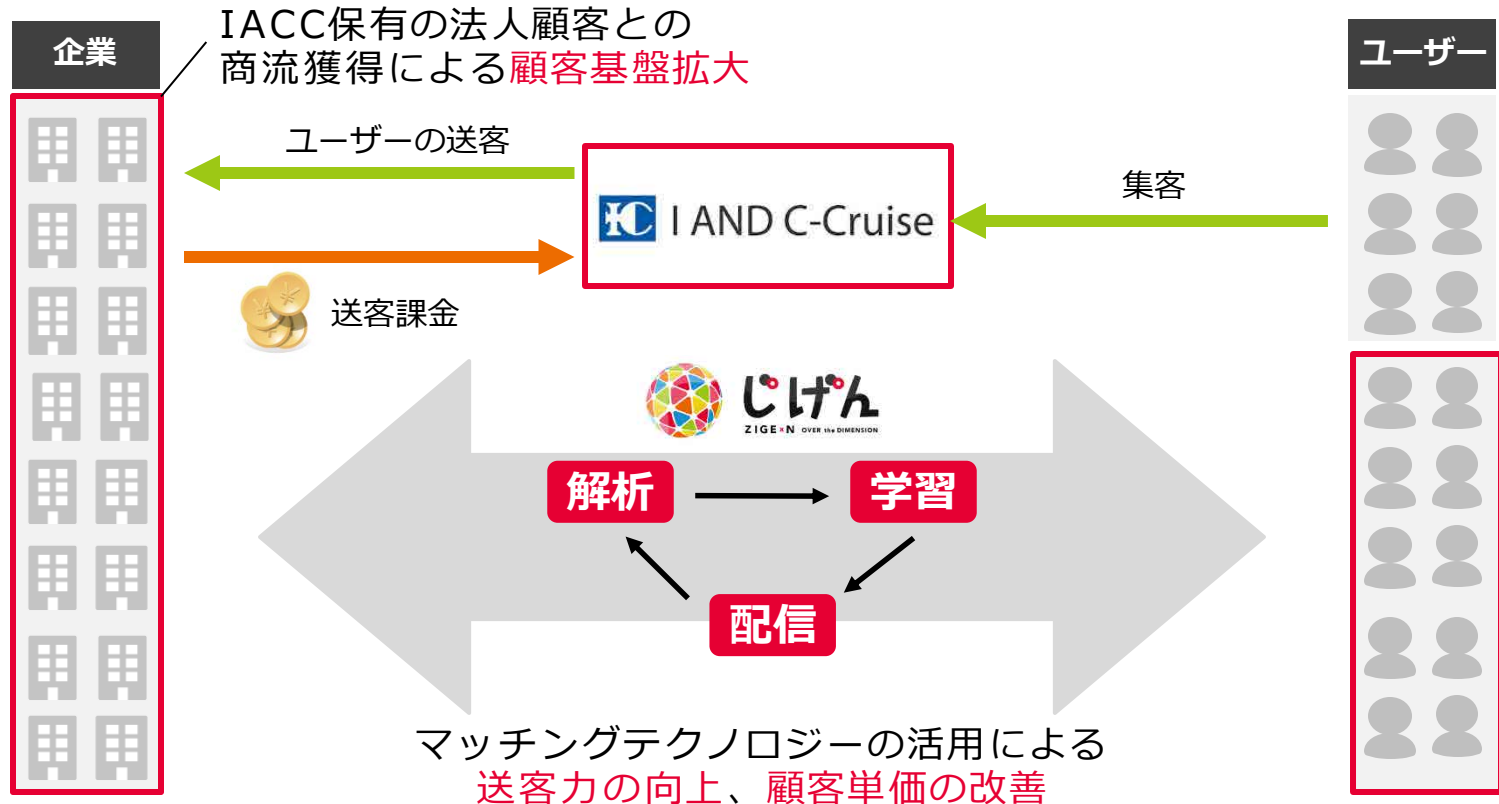 企業
IACC保有の法人顧客との
商流獲得による顧客基盤拡大
ユーザー
ユーザーの送客
IC I AND C-Cruise
集客
送客課金
じげん
ZIGExN OVER the DIMENSION
解析
学習
配信
マッチングテクノロジーの活用による
送客力の向上、顧客単価の改善